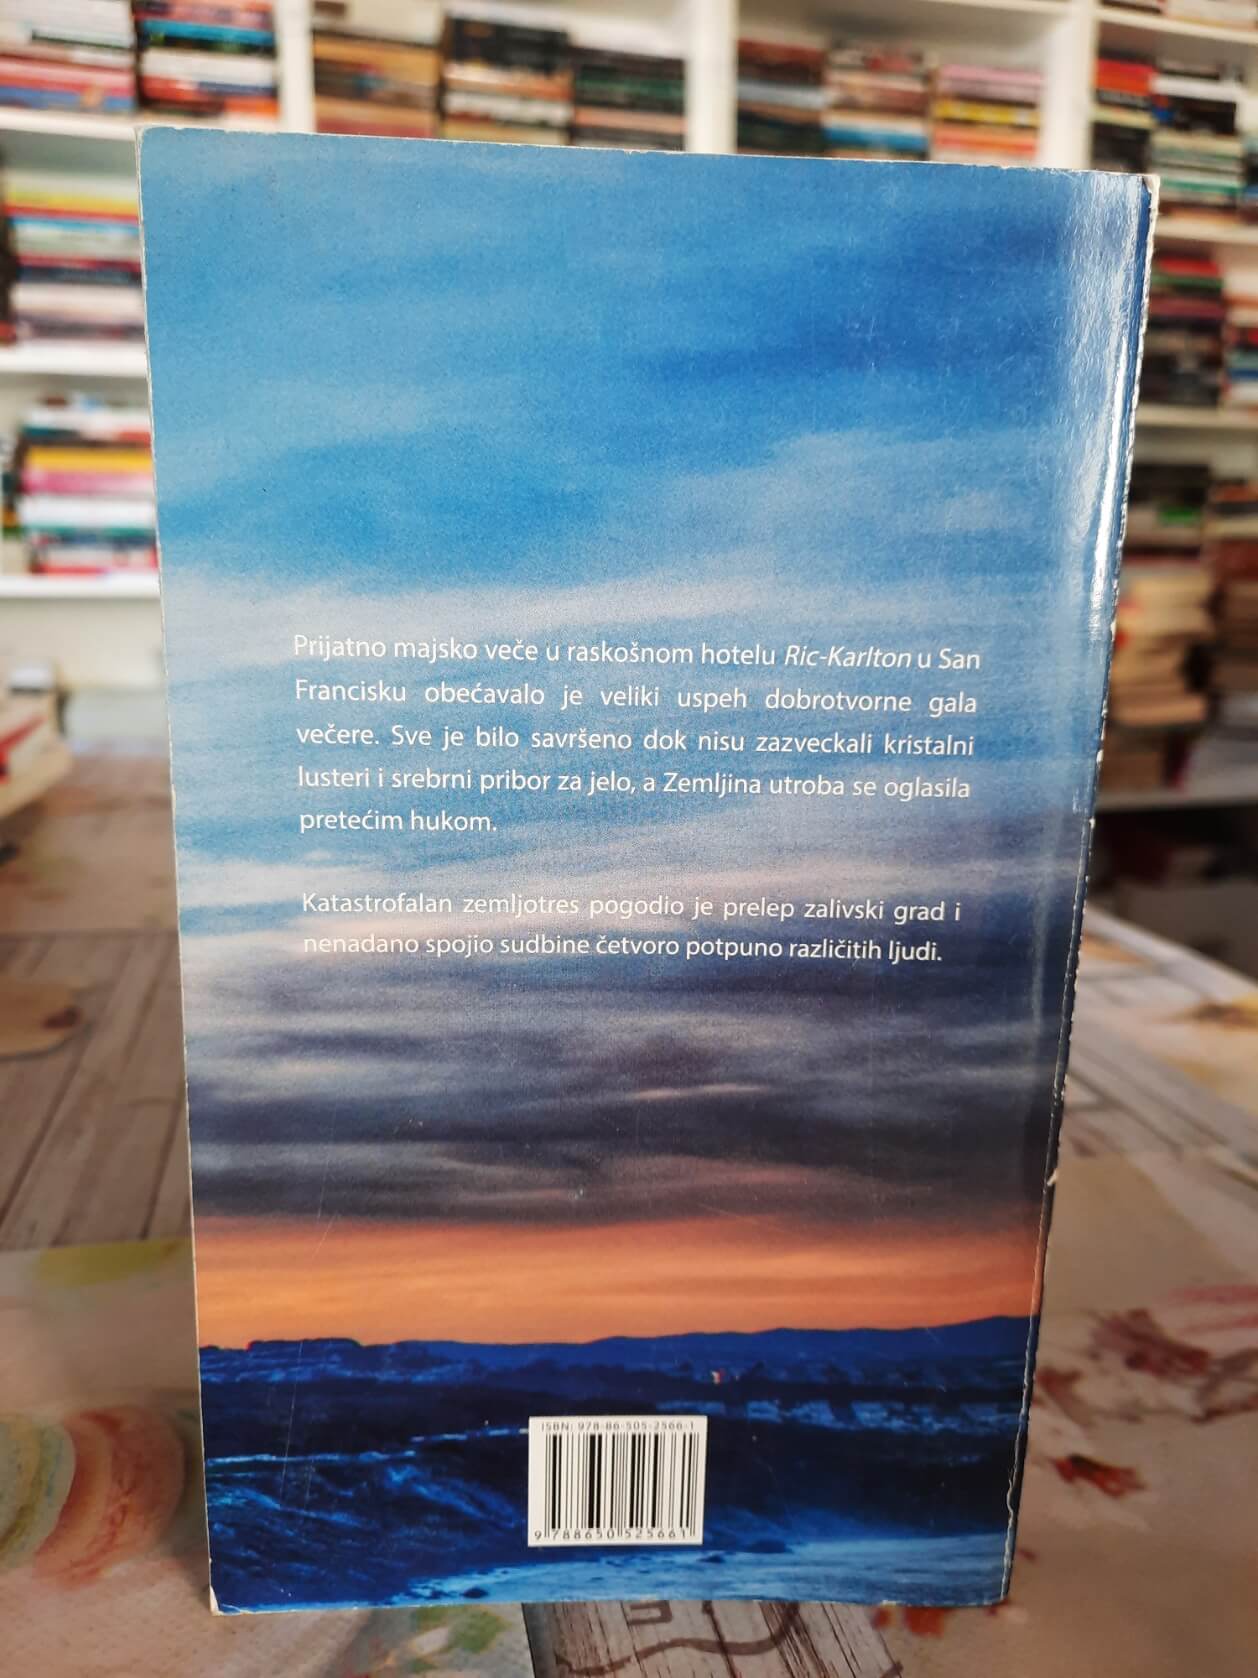 Prijatno majsko veče u raskošnom hotelu Ric-Karlton u San
Francisku obećavalo je veliki uspeh dobrotvorne gala
večere. Sve je bilo savršeno dok nisu zazveckali kristalni
lusteri i srebrni pribor za jelo, a Zemljina utroba se oglasila
pretećim hukom.
Katastrofalan zemljotres pogodio je prelep zalivski grad i
nenadano spojio sudbine četvoro potpuno različitih ljudi.
ISBN: 978-86-505-2566-1
9 788650 525661